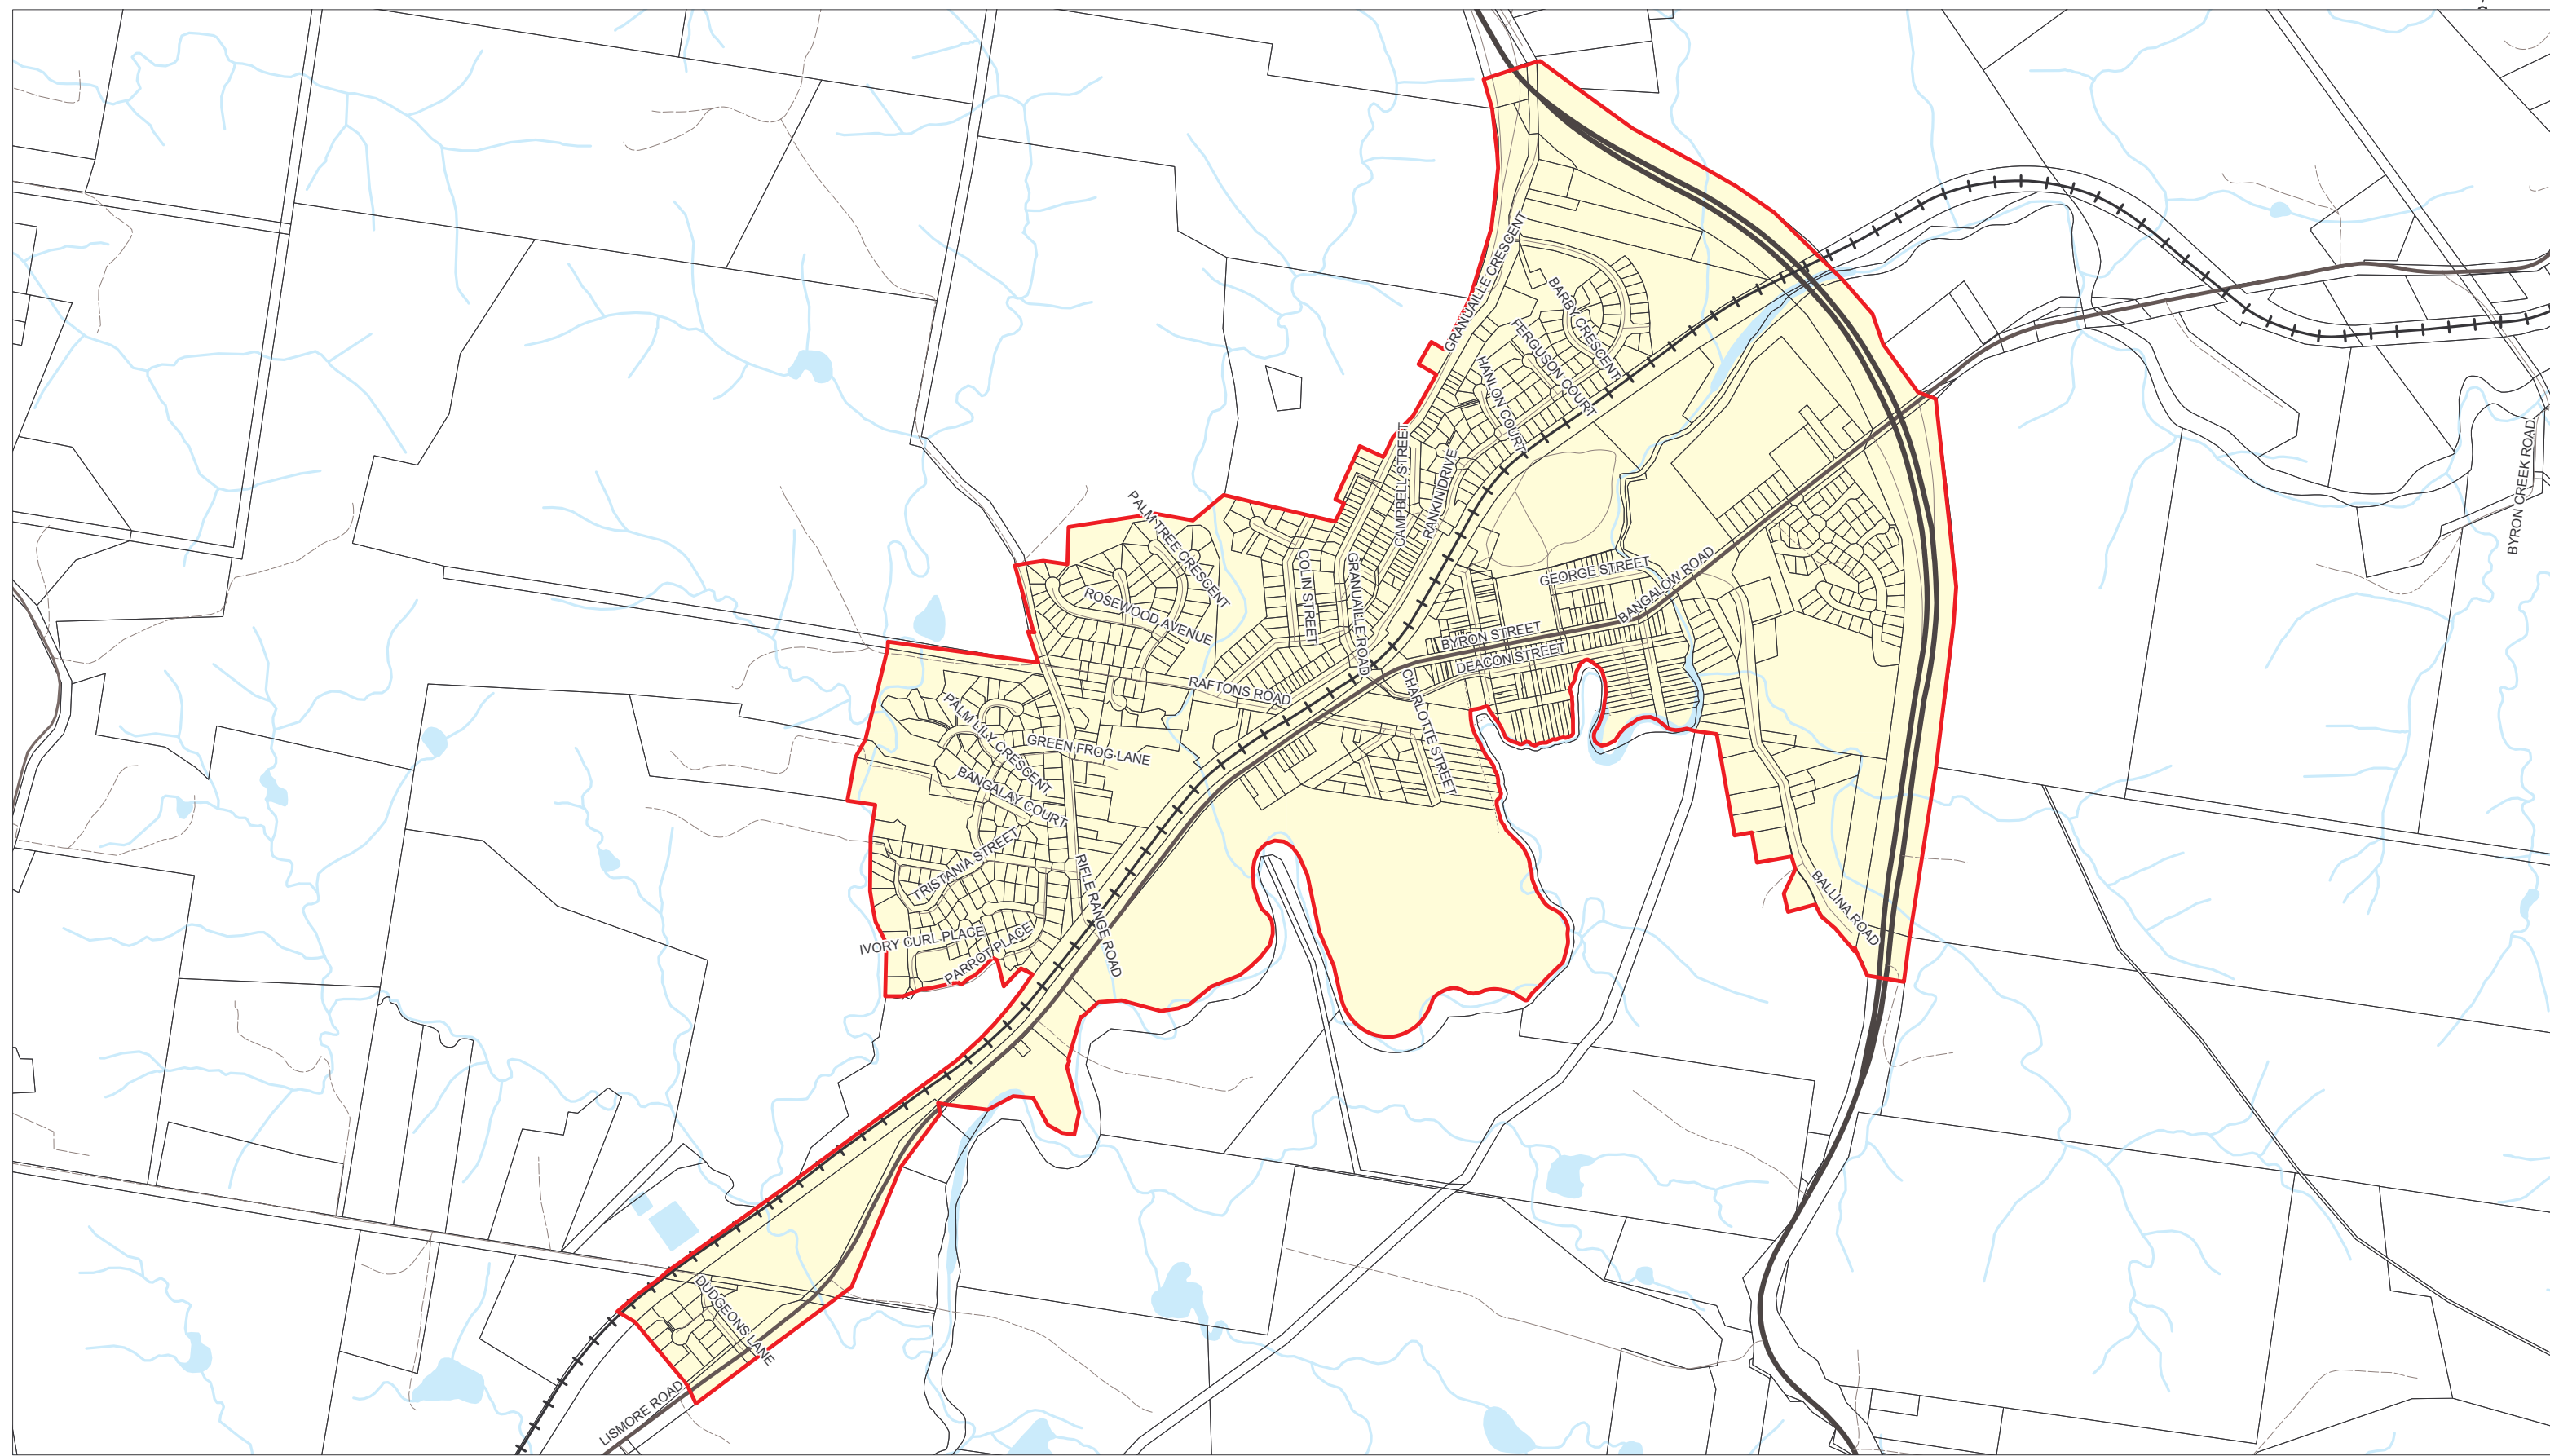 GRANUAILLE CRESCENT
BARBY CRESCENT
FERGUSON COURT
HANLON COURT
CAMPBELL STREET
RANKIN DRIVE
BYRON CREEK ROAD
PALM TREE CRESCENT
ROSEWOOD AVENUE
COLIN STREET
GRANUAILLE ROAD
GEORGE STREET
BANGALOW ROAD
BYRON STREET
DEACON STREET
RAFTONS ROAD
CHARLOTTE STREET
PALM LILY CRESCENT
GREEN FROG LANE
BANGALAY COURT
TRISTANIA STREET
RIFLE RANGE ROAD
IVORY CURL PLACE
PARROT PLACE
BALLINA ROAD
DUDGEONS LANE
LISMORE ROAD